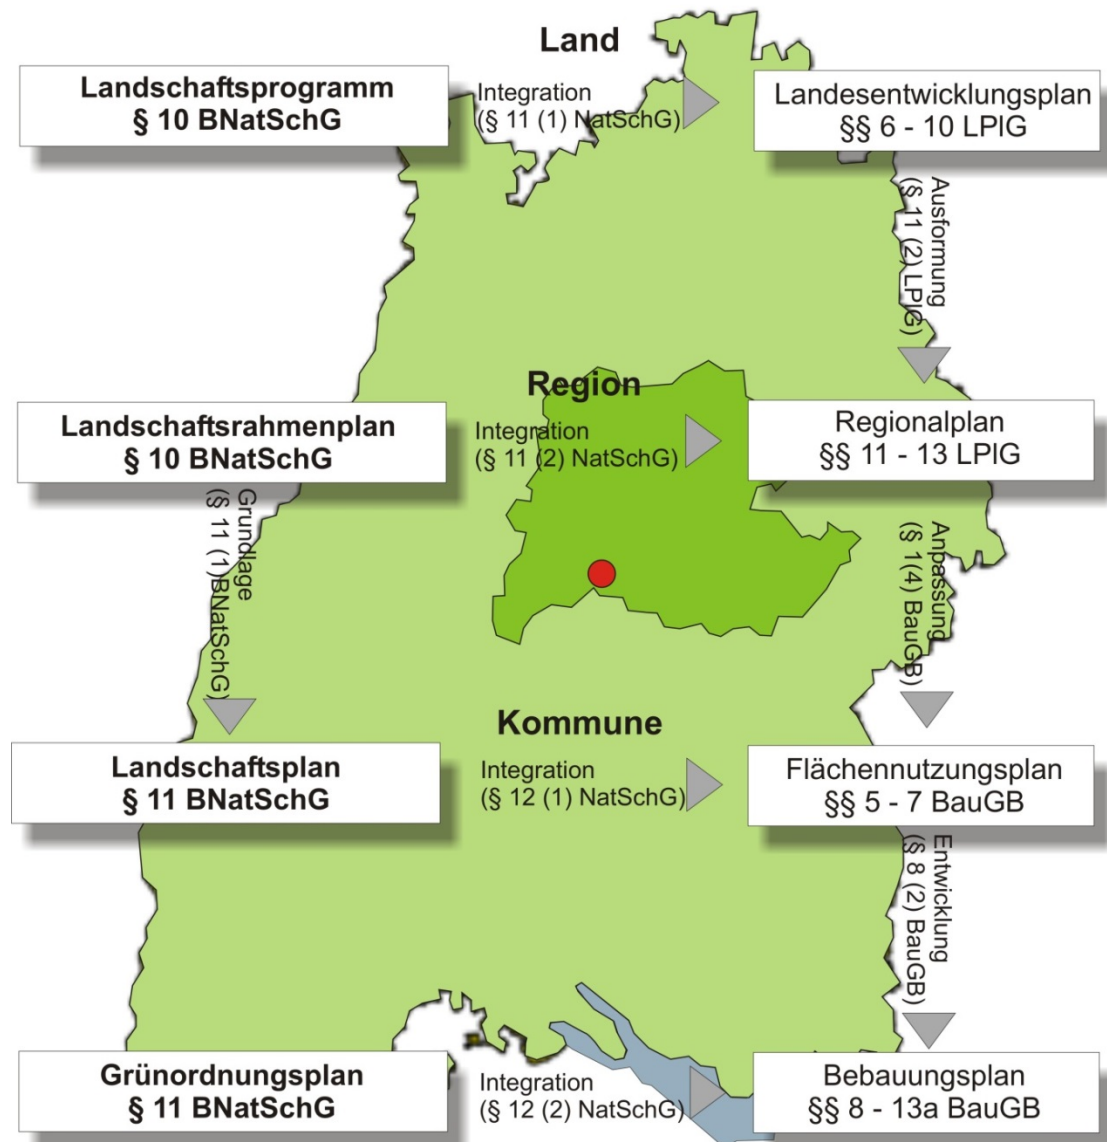 Land
Landschaftsprogramm
§ 10 BNatSchG
Integration
(§ 11 (1) NatSchG)
Landesentwicklungsplan
§§ 6 - 10 LPlG
Ausformung
(§ 11 (2) LPlG)
Region
Landschaftsrahmenplan
§ 10 BNatSchG
Integration
(§ 11 (2) NatSchG)
Regionalplan
§§ 11 - 13 LPlG
Grundlage
(§ 11 (1)BNatSchG)
Anpassung
(§ 1(4) BauGB)
Kommune
Landschaftsplan
§ 11 BNatSchG
Integration
(§ 12 (1) NatSchG)
Flächennutzungsplan
§§ 5 - 7 BauGB
Entwicklung
(§ 8 (2) BauGB)
Grünordnungsplan
§ 11 BNatSchG
Integration
(§ 12 (2) NatSchG)
Bebauungsplan
§§ 8 - 13a BauGB